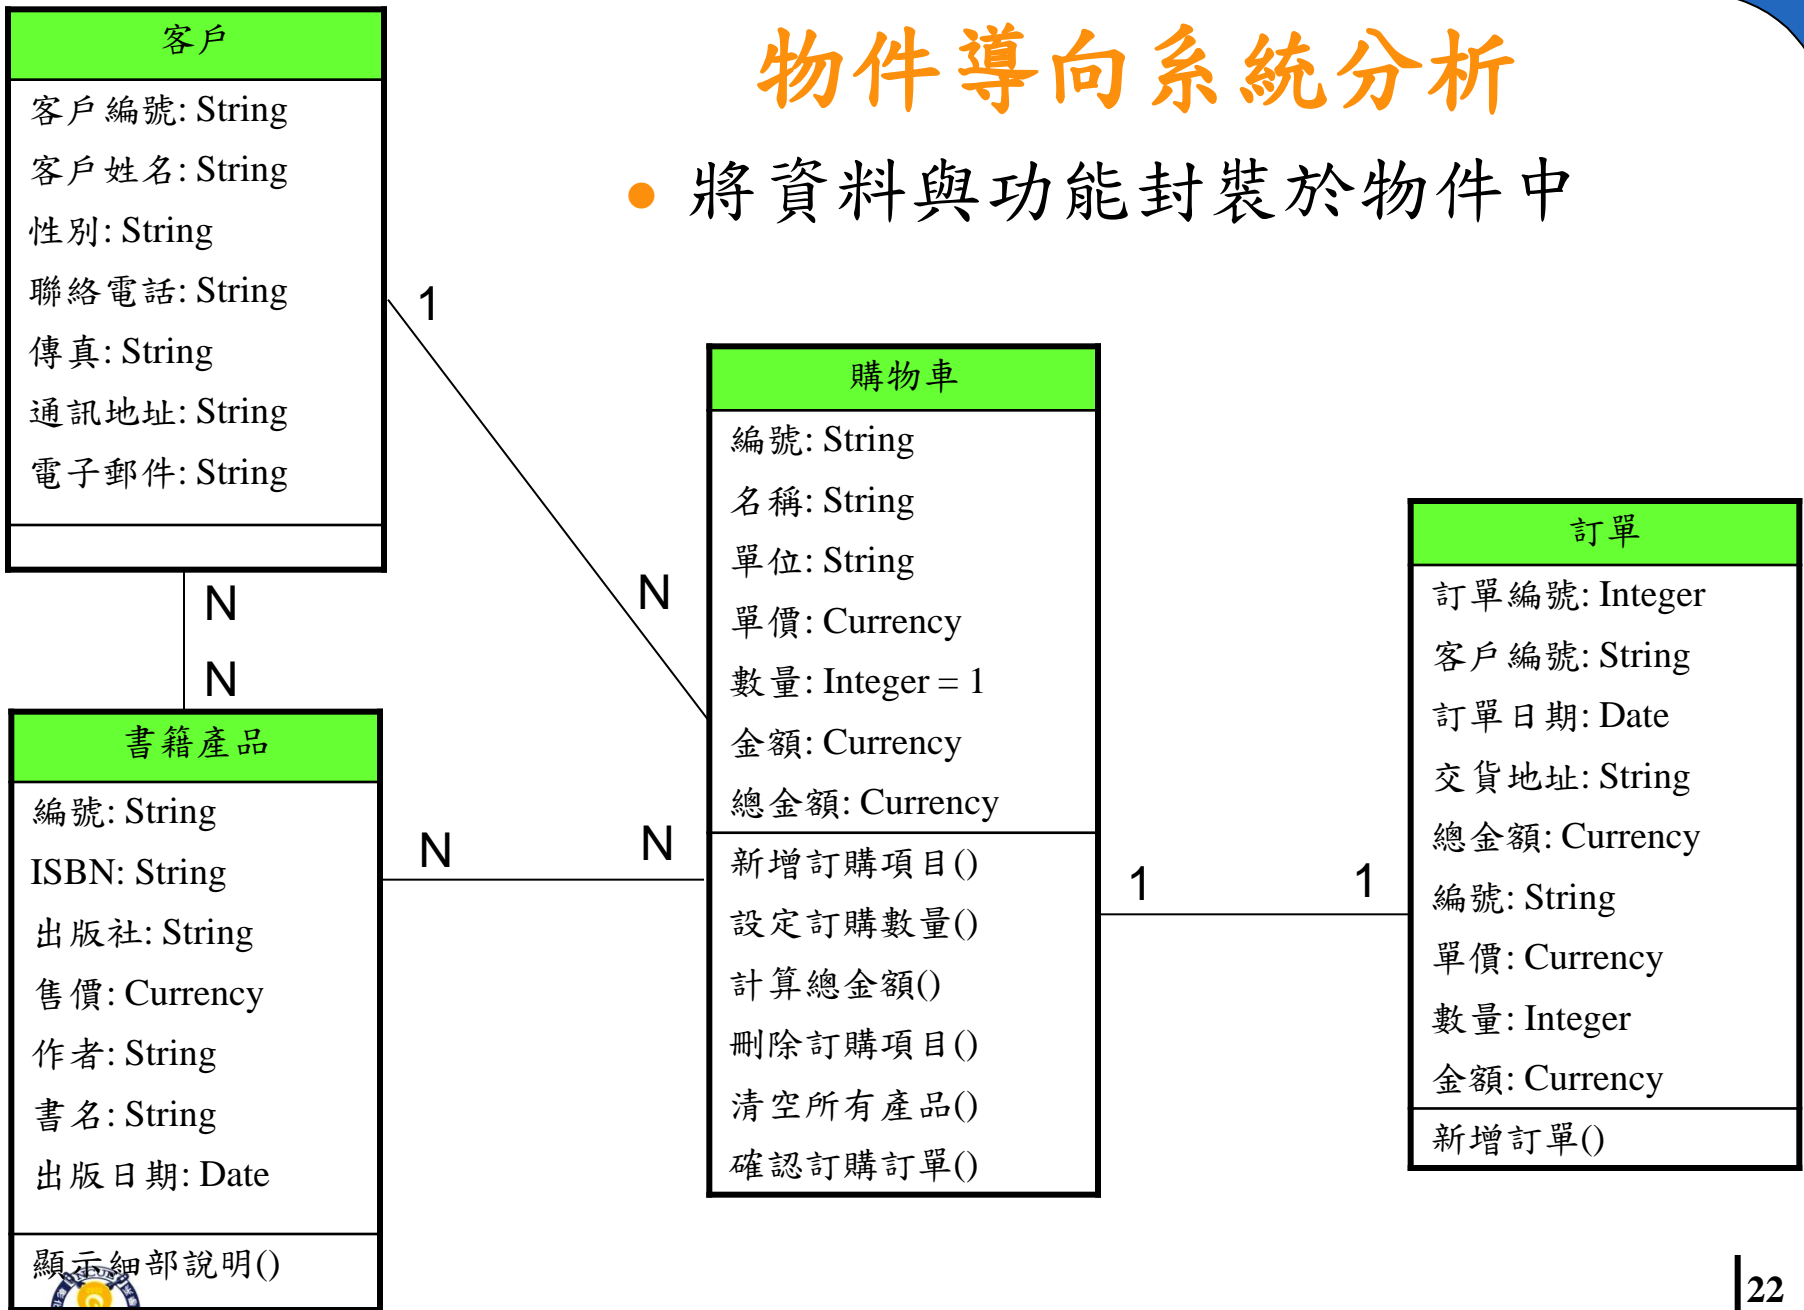 物件導向系統分析
• 將資料與功能封裝於物件中
客戶
客戶編號: String
客戶姓名: String
性別: String
聯絡電話: String
傳真: String
通訊地址: String
電子郵件: String
1
N
N
N
書籍產品
編號: String
ISBN: String
出版社: String
售價: Currency
作者: String
書名: String
出版日期: Date
顯示細部說明()
N
N
購物車
編號: String
名稱: String
單位: String
單價: Currency
數量: Integer = 1
金額: Currency
總金額: Currency
新增訂購項目()
設定訂購數量()
計算總金額()
刪除訂購項目()
清空所有產品()
確認訂購訂單()
1
1
訂單
訂單編號: Integer
客戶編號: String
訂單日期: Date
交貨地址: String
總金額: Currency
編號: String
單價: Currency
數量: Integer
金額: Currency
新增訂單()
22